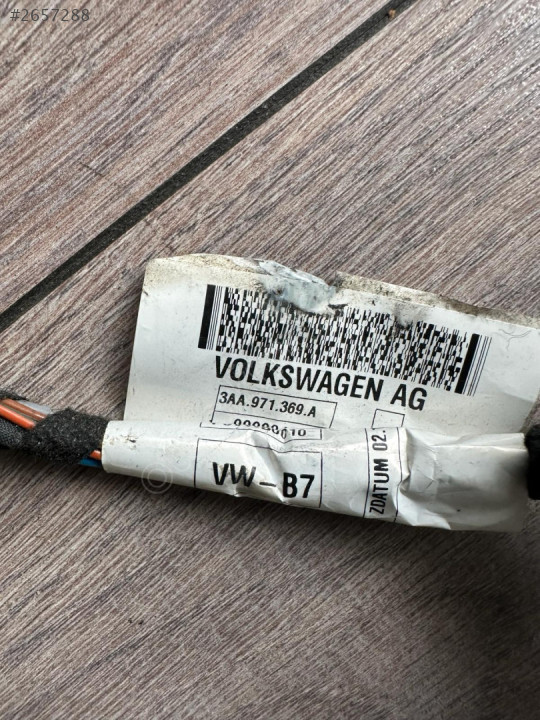 #2657288
VOLKSWAGEN AG
3AA.971.369.A
VW-B7
ZDATUM 02.